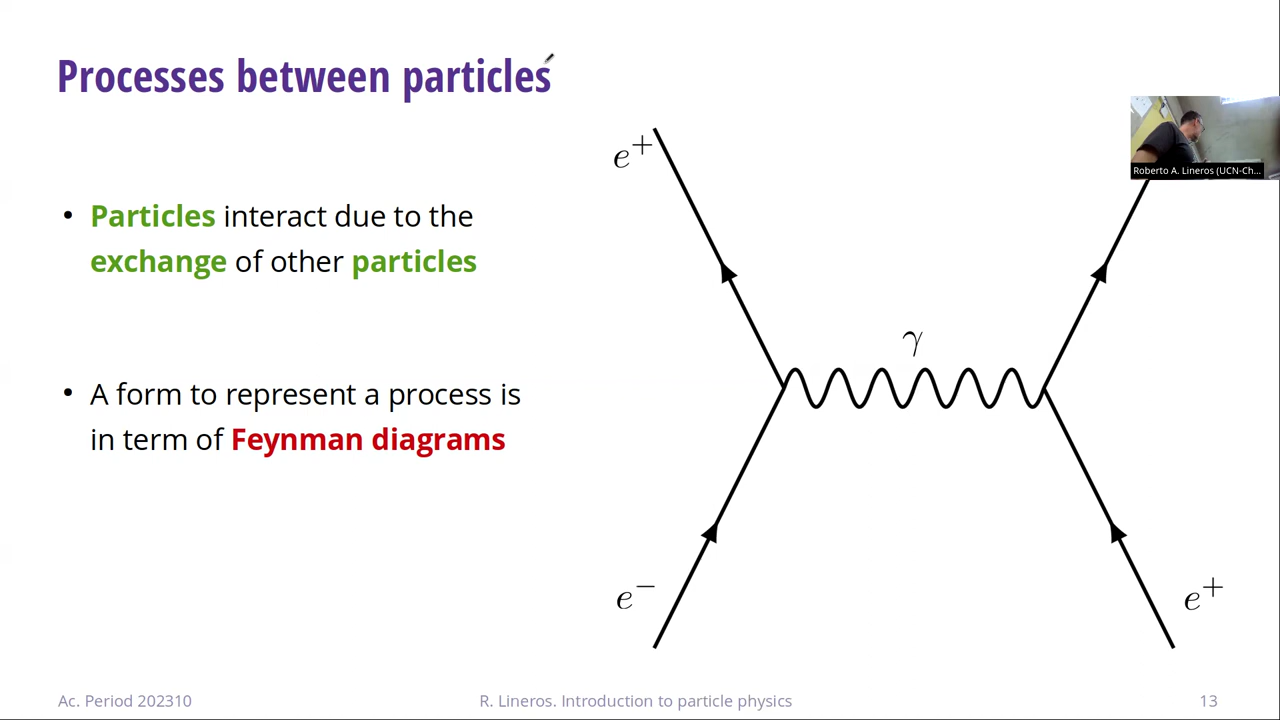 Processes between particles
• Particles interact due to the
exchange of other particles
• A form to represent a process is
in term of Feynman diagrams
e⁺
γ
e⁻
e⁺
Roberto A. Lineros (UCN-Ch...
Ac. Period 202310
R. Lineros. Introduction to particle physics
13